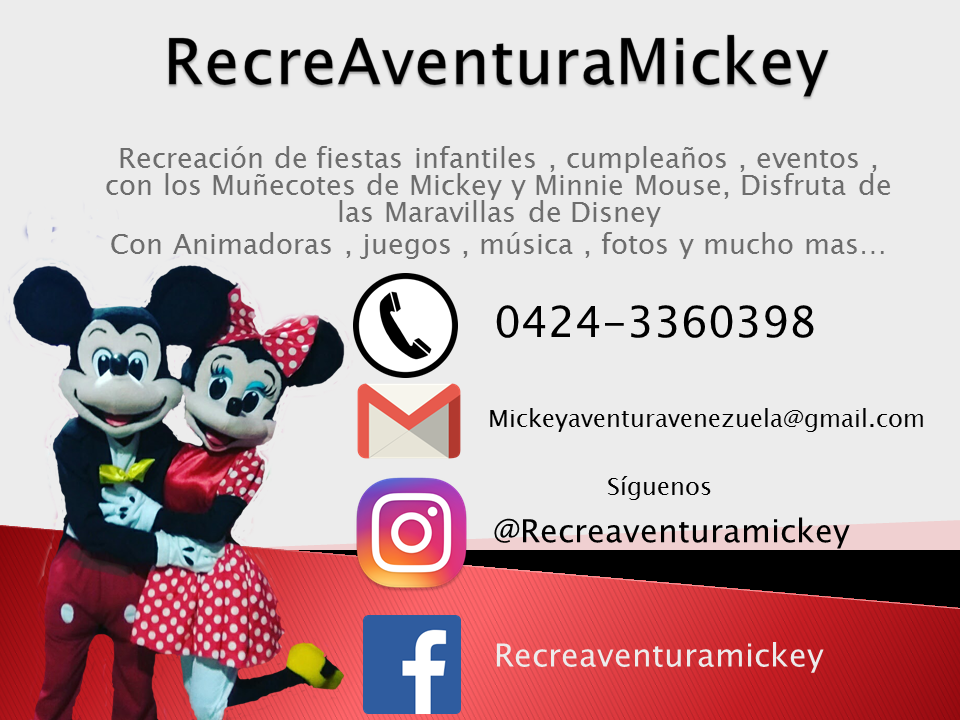 RecreAventuraMickey
Recreación de fiestas infantiles , cumpleaños , eventos ,
con los Muñecotes de Mickey y Minnie Mouse, Disfruta de
las Maravillas de Disney
Con Animadoras , juegos , música , fotos y mucho mas…
0424-3360398
Mickeyaventuravenezuela@gmail.com
Síguenos
@Recreaventuramickey
Recreaventuramickey